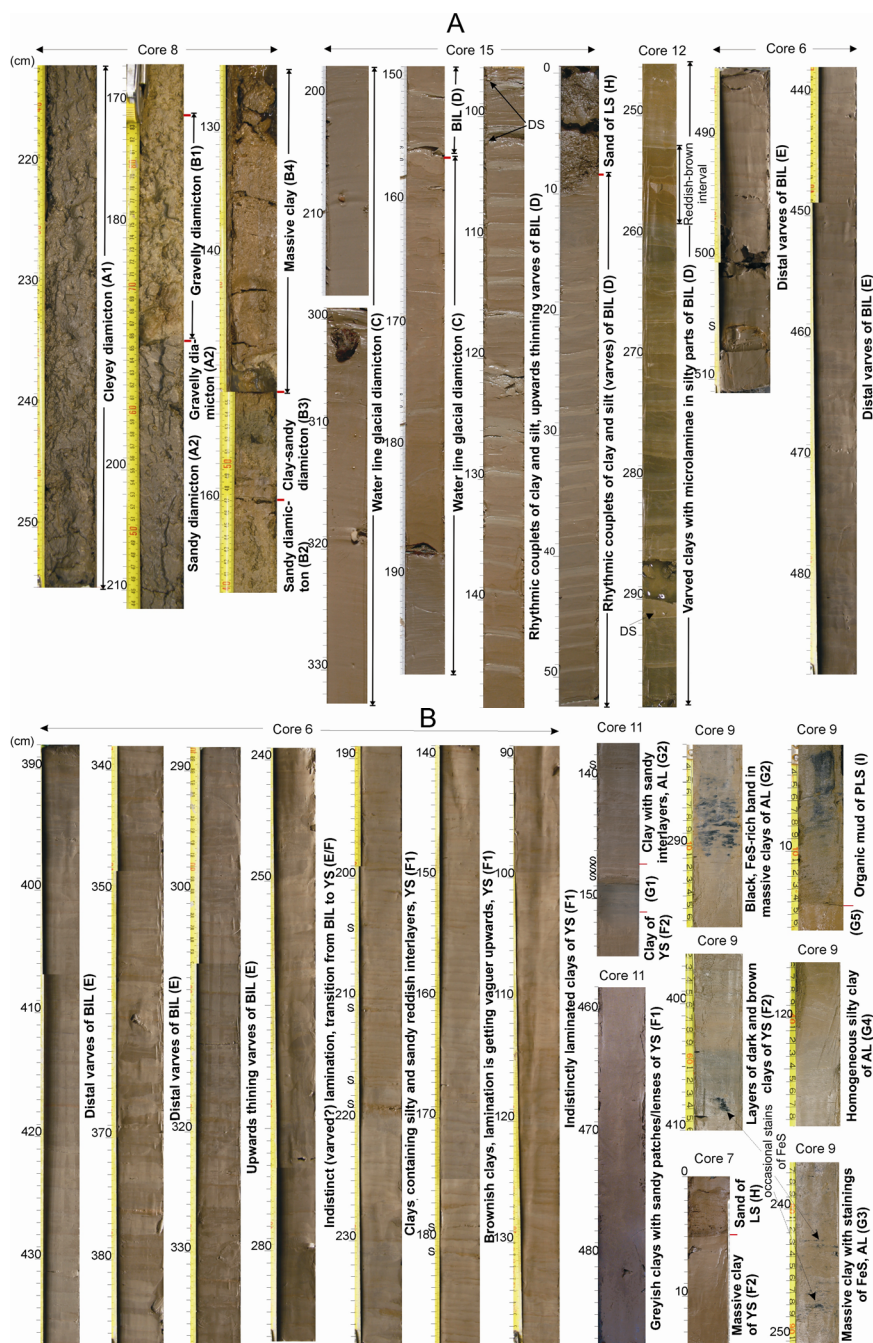 A
Core 8
Core 15
Core 12
Core 6
(cm)
220
230
240
250
Cleyey diamicton (A1)
170
180
200
210
Gravelly diamicton (B1)
Gravelly dia-
micton (A2)
Sandy diamicton (A2)
130
140
160
Massive clay (B4)
Clay-sandy
diamicton (B3)
Sandy diamic-
ton (B2)
200
210
300
310
320
330
Water line glacial diamicton (C)
150
160
170
180
190
BIL (D)
Water line glacial diamicton (C)
100
110
120
130
140
DS
Rhythmic couplets of clay and silt, upwards thinning varves of BIL (D)
0
10
20
30
40
50
Sand of LS (H)
Rhythmic couplets of clay and silt (varves) of BIL (D)
250
260
270
280
290
DS
Reddish-brown
interval
Varved clays with microlaminae in silty parts of BIL (D)
490
500
S
510
Distal varves of BIL (E)
440
450
460
470
480
Distal varves of BIL (E)
B
(cm)
Core 6
390
400
410
420
430
Distal varves of BIL (E)
340
350
370
380
Distal varves of BIL (E)
290
300
320
330
Upwards thining varves of BIL (E)
240
250
280
Indistinct (varved?) lamination, transition from BIL to YS (E/F)
190
200
S
210
S
S
S
220
230
Clays, containing silty and sandy reddish interlayers, YS (F1)
140
150
160
170
S
180
S
Brownish clays, lamination is getting vaguer upwards, YS (F1)
90
100
110
120
130
Indistinctly laminated clays of YS (F1)
Core 11
S
140
SSS
150
Clay with sandy
interlayers, AL (G2)
(G1)
Clay of
YS (F2)
Core 11
460
470
480
Greyish clays with sandy patches/lenses of YS (F1)
Core 9
290
Black, FeS-rich band in
massive clays of AL (G2)
Core 9
10
Organic mud of PLS (I)
(G5)
Core 9
400
410
Layers of dark and brown
clays of YS (F2)
Core 9
120
Homogeneous silty clay
of AL (G4)
occasional stains
of FeS
Core 7
0
10
Sand of
LS (H)
Massive clay
of YS (F2)
Core 9
240
250
Massive clay with stainings
of FeS, AL (G3)